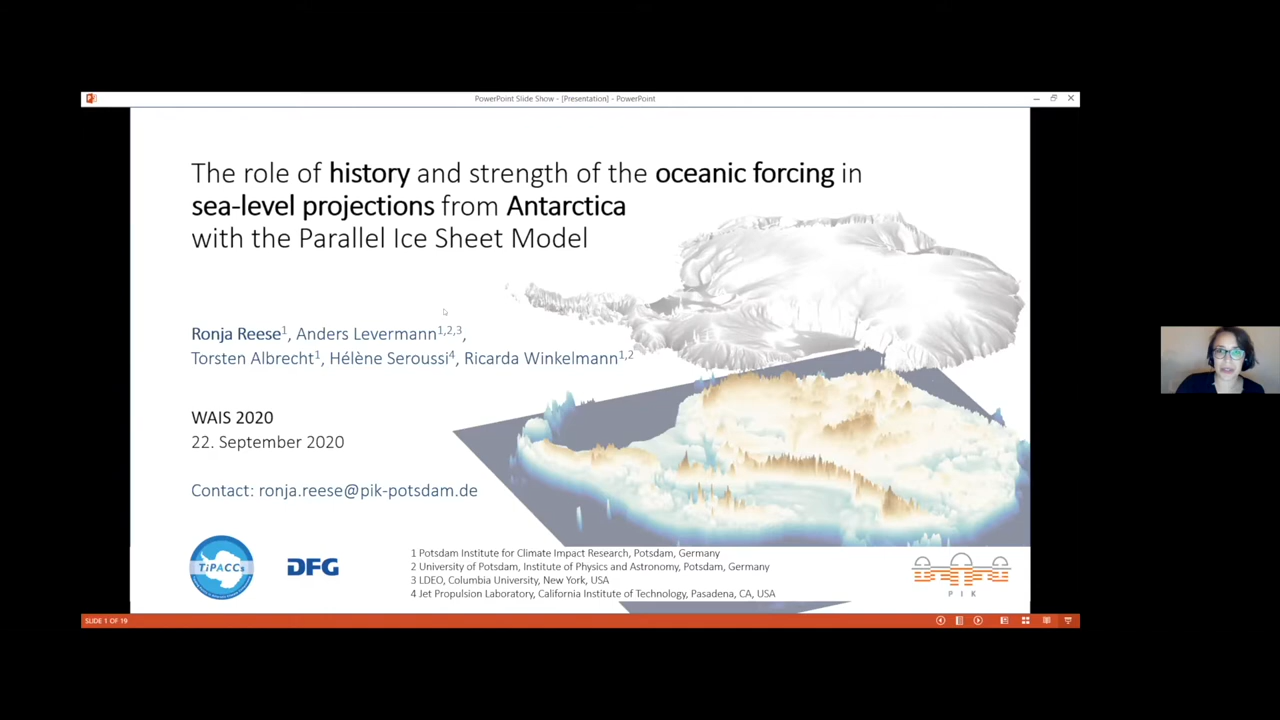 PowerPoint Slide Show - [Presentation] - PowerPoint
The role of history and strength of the oceanic forcing in
sea-level projections from Antarctica
with the Parallel Ice Sheet Model
Ronja Reese¹, Anders Levermann¹,²,³,
Torsten Albrecht¹, Hélène Seroussi⁴, Ricarda Winkelmann¹,²
WAIS 2020
22. September 2020
Contact: ronja.reese@pik-potsdam.de
TiPACCs
DFG
1 Potsdam Institute for Climate Impact Research, Potsdam, Germany
2 University of Potsdam, Institute of Physics and Astronomy, Potsdam, Germany
3 LDEO, Columbia University, New York, USA
4 Jet Propulsion Laboratory, California Institute of Technology, Pasadena, CA, USA
P I K
SLIDE 1 OF 19